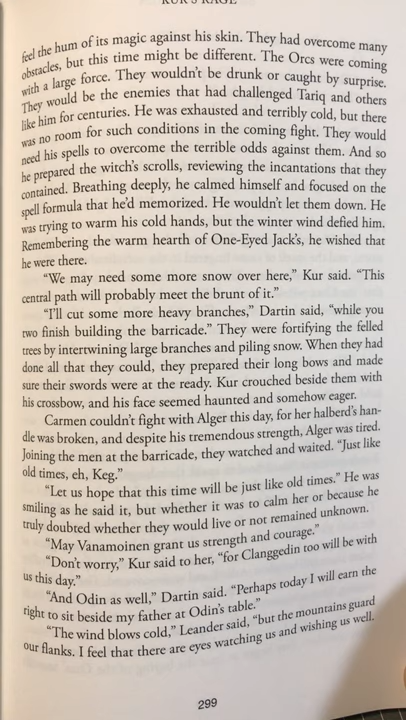 KUR'S RAGE
feel the hum of its magic against his skin. They had overcome many
obstacles, but this time might be different. The Orcs were coming
with a large force. They wouldn't be drunk or caught by surprise.
They would be the enemies that had challenged Tariq and others
like him for centuries. He was exhausted and terribly cold, but there
was no room for such conditions in the coming fight. They would
need his spells to overcome the terrible odds against them. And so
he prepared the witch's scrolls, reviewing the incantations that they
contained. Breathing deeply, he calmed himself and focused on the
spell formula that he'd memorized. He wouldn't let them down. He
was trying to warm his cold hands, but the winter wind defied him.
Remembering the warm hearth of One-Eyed Jack's, he wished that
he were there.
"We may need some more snow over here," Kur said. "This
central path will probably meet the brunt of it."
"I'll cut some more heavy branches," Dartin said, "while you
two finish building the barricade." They were fortifying the felled
trees by intertwining large branches and piling snow. When they had
done all that they could, they prepared their long bows and made
sure their swords were at the ready. Kur crouched beside them with
his crossbow, and his face seemed haunted and somehow eager.
Carmen couldn't fight with Alger this day, for her halberd's han-
dle was broken, and despite his tremendous strength, Alger was tired.
Joining the men at the barricade, they watched and waited. "Just like
old times, eh, Keg."
"Let us hope that this time will be just like old times." He was
smiling as he said it, but whether it was to calm her or because he
truly doubted whether they would live or not remained unknown.
"May Vanamoinen grant us strength and courage."
"Don't worry," Kur said to her, "for Clanggedin too will be with
us this day."
"And Odin as well," Dartin said. "Perhaps today I will earn the
right to sit beside my father at Odin's table."
"The wind blows cold," Leander said, "but the mountains guard
our flanks. I feel that there are eyes watching us and wishing us well.
299